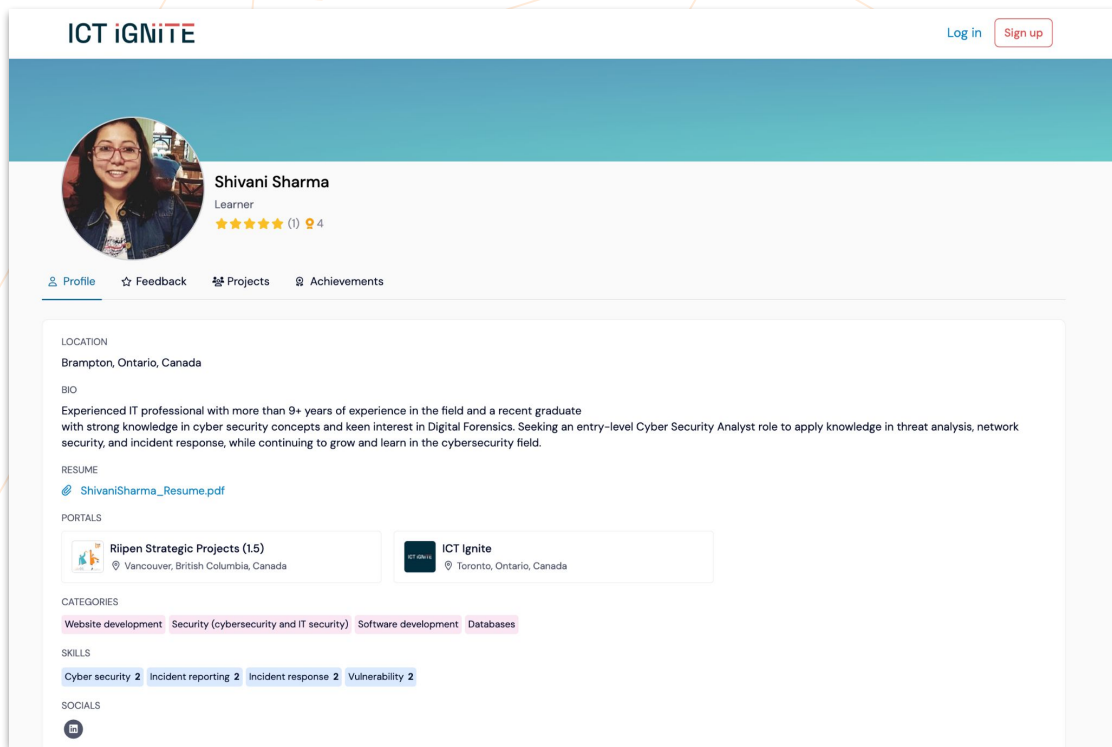 ICT iGNiTE
Log in
Sign up
Shivani Sharma
Learner
(1) 4
Profile
Feedback
Projects
Achievements
LOCATION
Brampton, Ontario, Canada
BIO
Experienced IT professional with more than 9+ years of experience in the field and a recent graduate
with strong knowledge in cyber security concepts and keen interest in Digital Forensics. Seeking an entry-level Cyber Security Analyst role to apply knowledge in threat analysis, network
security, and incident response, while continuing to grow and learn in the cybersecurity field.
RESUME
ShivaniSharma_Resume.pdf
PORTALS
Riipen Strategic Projects (1.5)
Vancouver, British Columbia, Canada
ICT iGNiTE
ICT Ignite
Toronto, Ontario, Canada
CATEGORIES
Website development
Security (cybersecurity and IT security)
Software development
Databases
SKILLS
Cyber security 2
Incident reporting 2
Incident response 2
Vulnerability 2
SOCIALS
in